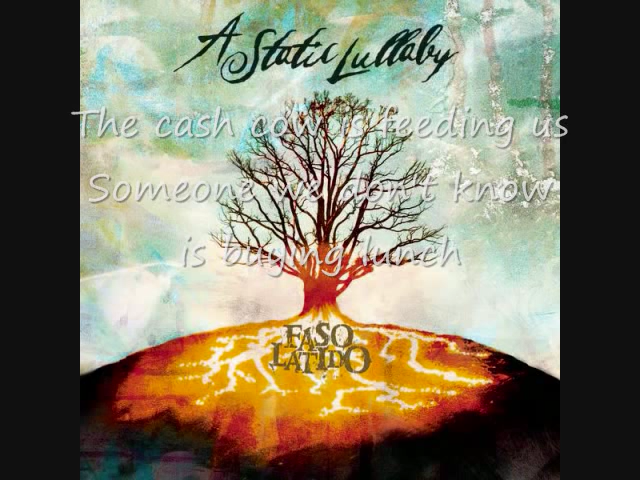 A Static Lullaby
The cash cow is feeding us
Someone we don't know
is buying lunch
FASO
LATIDO